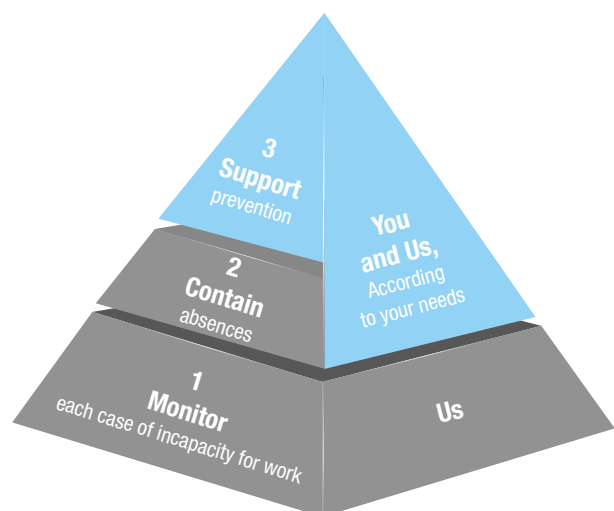 3
Support
prevention
2
Contain
absences
1
Monitor
each case of incapacity for work
You
and Us,
According
to your needs
Us